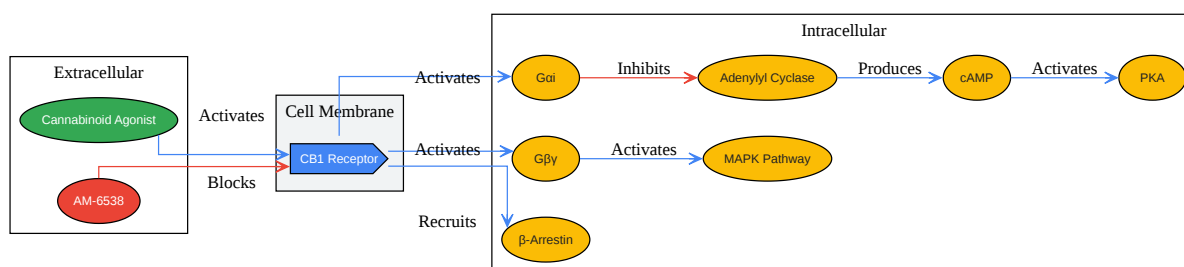 Intracellular
Extracellular
Activates
Gαi
Inhibits
Adenylyl Cyclase
Produces
cAMP
Activates
PKA
Cannabinoid Agonist
Activates
Cell Membrane
CB1 Receptor
Activates
Gβγ
Activates
MAPK Pathway
Blocks
AM-6538
Recruits
β-Arrestin